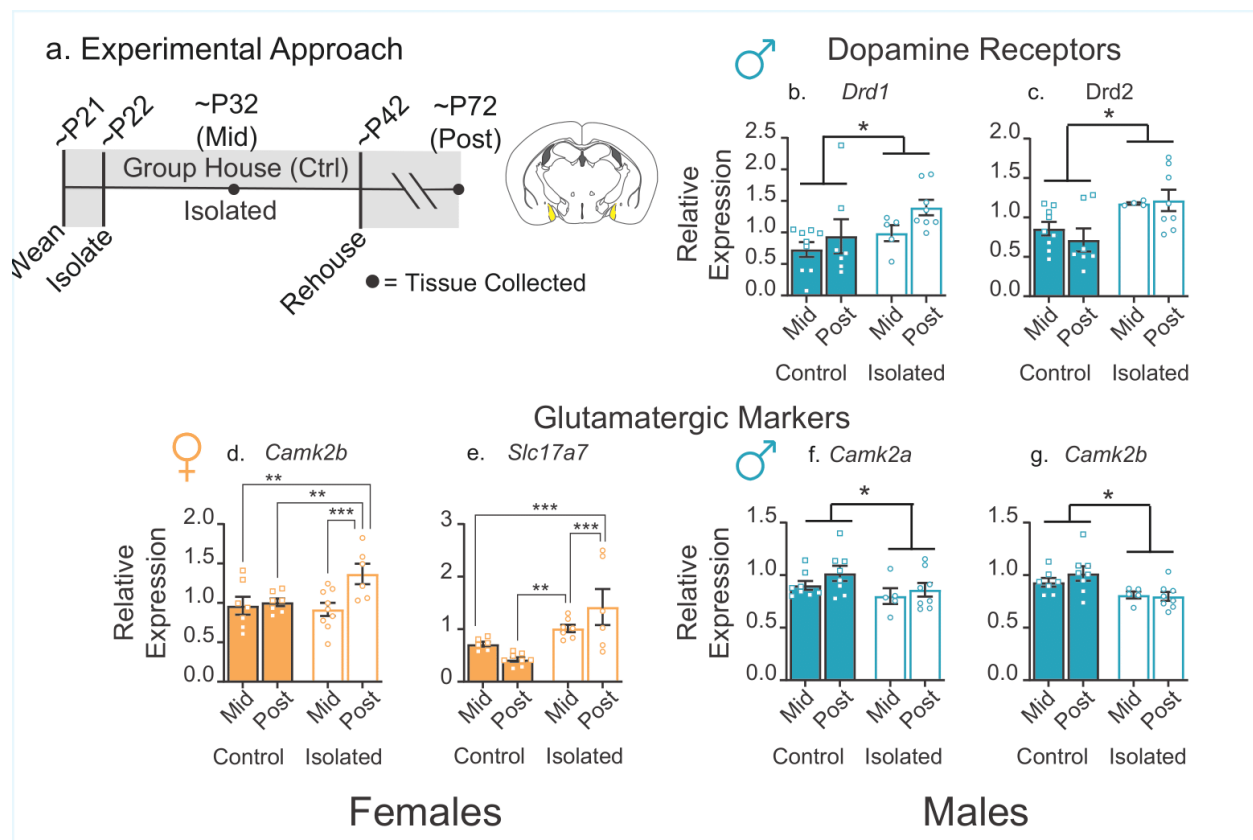 a. Experimental Approach
~P21
~P22
~P32
(Mid)
~P42
~P72
(Post)
Group House (Ctrl)
Isolated
Wean
Isolate
Rehouse
= Tissue Collected
♂ Dopamine Receptors
b. Drd1
*
Relative
Expression
2.5
2.0
1.5
1.0
0.5
0.0
Mid
Post
Mid
Post
Control
Isolated
c. Drd2
*
2.0
1.5
1.0
0.5
0.0
Mid
Post
Mid
Post
Control
Isolated
Glutamatergic Markers
♀
d. Camk2b
**
**
***
Relative
Expression
2.0
1.5
1.0
0.5
0.0
Mid
Post
Mid
Post
Control
Isolated
e. Slc17a7
***
***
**
3
2
1
0
Mid
Post
Mid
Post
Control
Isolated
♂
f. Camk2a
*
Relative
Expression
1.5
1.0
0.5
0.0
Mid
Post
Mid
Post
Control
Isolated
g. Camk2b
*
1.5
1.0
0.5
0.0
Mid
Post
Mid
Post
Control
Isolated
Females
Males